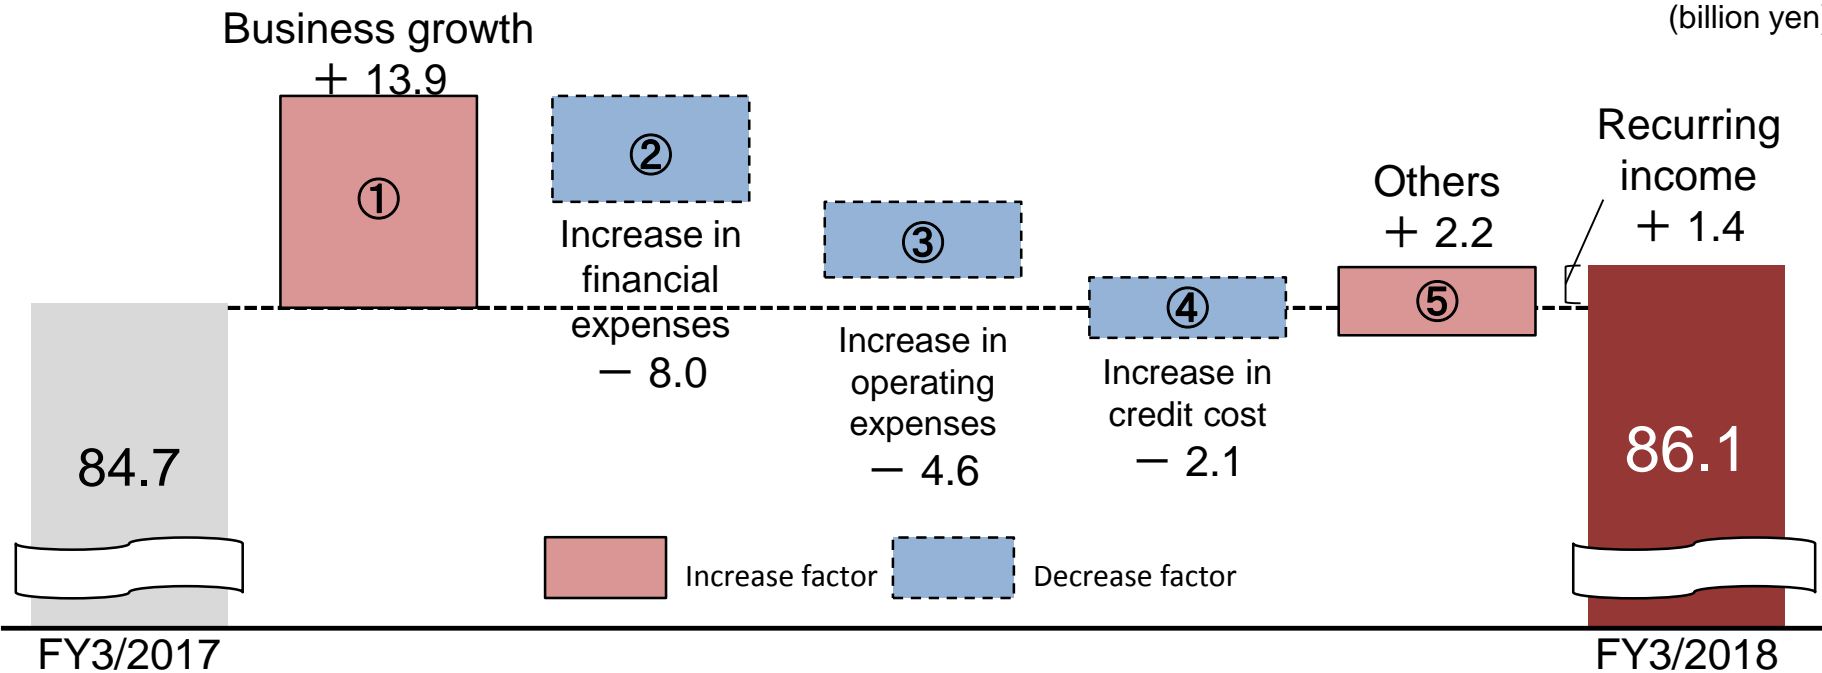 (billion yen)
Business growth
＋ 13.9
①
②
Increase in
financial
expenses
－ 8.0
③
Increase in
operating
expenses
－ 4.6
④
Increase in
credit cost
－ 2.1
Others
＋ 2.2
⑤
Recurring
income
＋ 1.4
84.7
86.1
Increase factor
Decrease factor
FY3/2017
FY3/2018